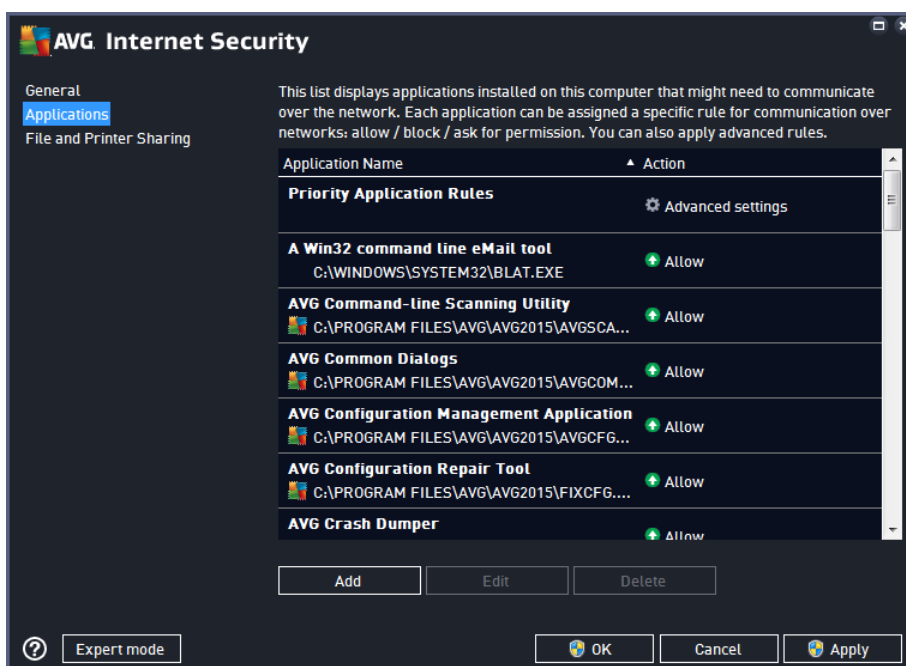 AVG Internet Security
General
Applications
File and Printer Sharing
This list displays applications installed on this computer that might need to communicate
over the network. Each application can be assigned a specific rule for communication over
networks: allow / block / ask for permission. You can also apply advanced rules.
Application Name Action
Priority Application Rules
Advanced settings
A Win32 command line eMail tool
C:\WINDOWS\SYSTEM32\BLAT.EXE
Allow
AVG Command-line Scanning Utility
C:\PROGRAM FILES\AVG\AVG2015\AVGSCA...
Allow
AVG Common Dialogs
C:\PROGRAM FILES\AVG\AVG2015\AVGCOM...
Allow
AVG Configuration Management Application
C:\PROGRAM FILES\AVG\AVG2015\AVGCFG...
Allow
AVG Configuration Repair Tool
C:\PROGRAM FILES\AVG\AVG2015\FIXCFG....
Allow
AVG Crash Dumper
Allow
Add Edit Delete
? Expert mode OK Cancel Apply